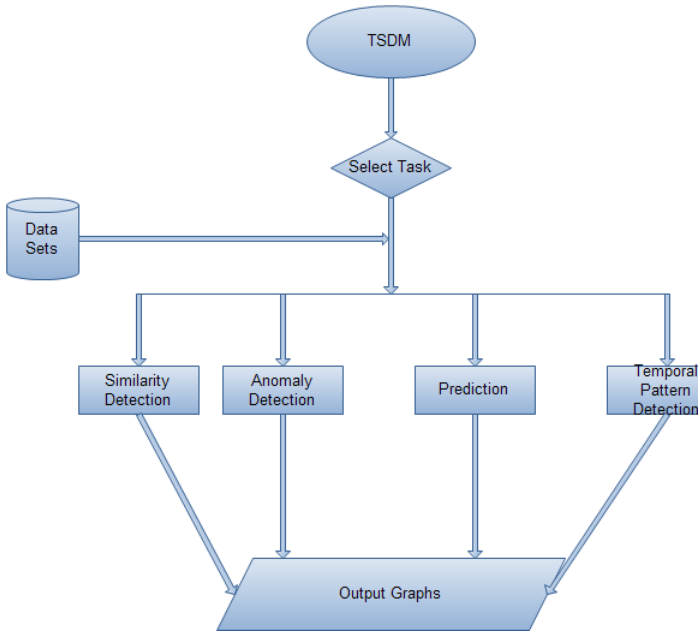 TSDM
Select Task
Data
Sets
Similarity
Detection
Anomaly
Detection
Prediction
Temporal
Pattern
Detection
Output Graphs